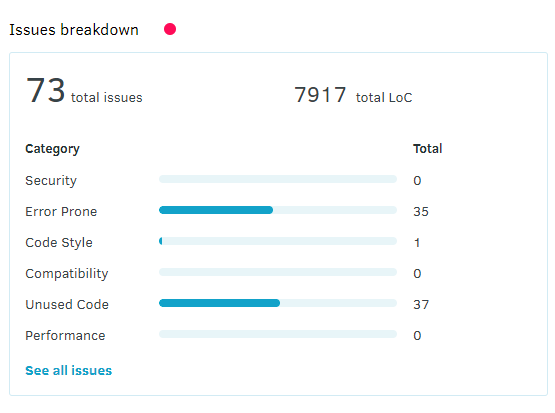 Issues breakdown
73 total issues 7917 total LoC
Category Total
Security 0
Error Prone 35
Code Style 1
Compatibility 0
Unused Code 37
Performance 0
See all issues